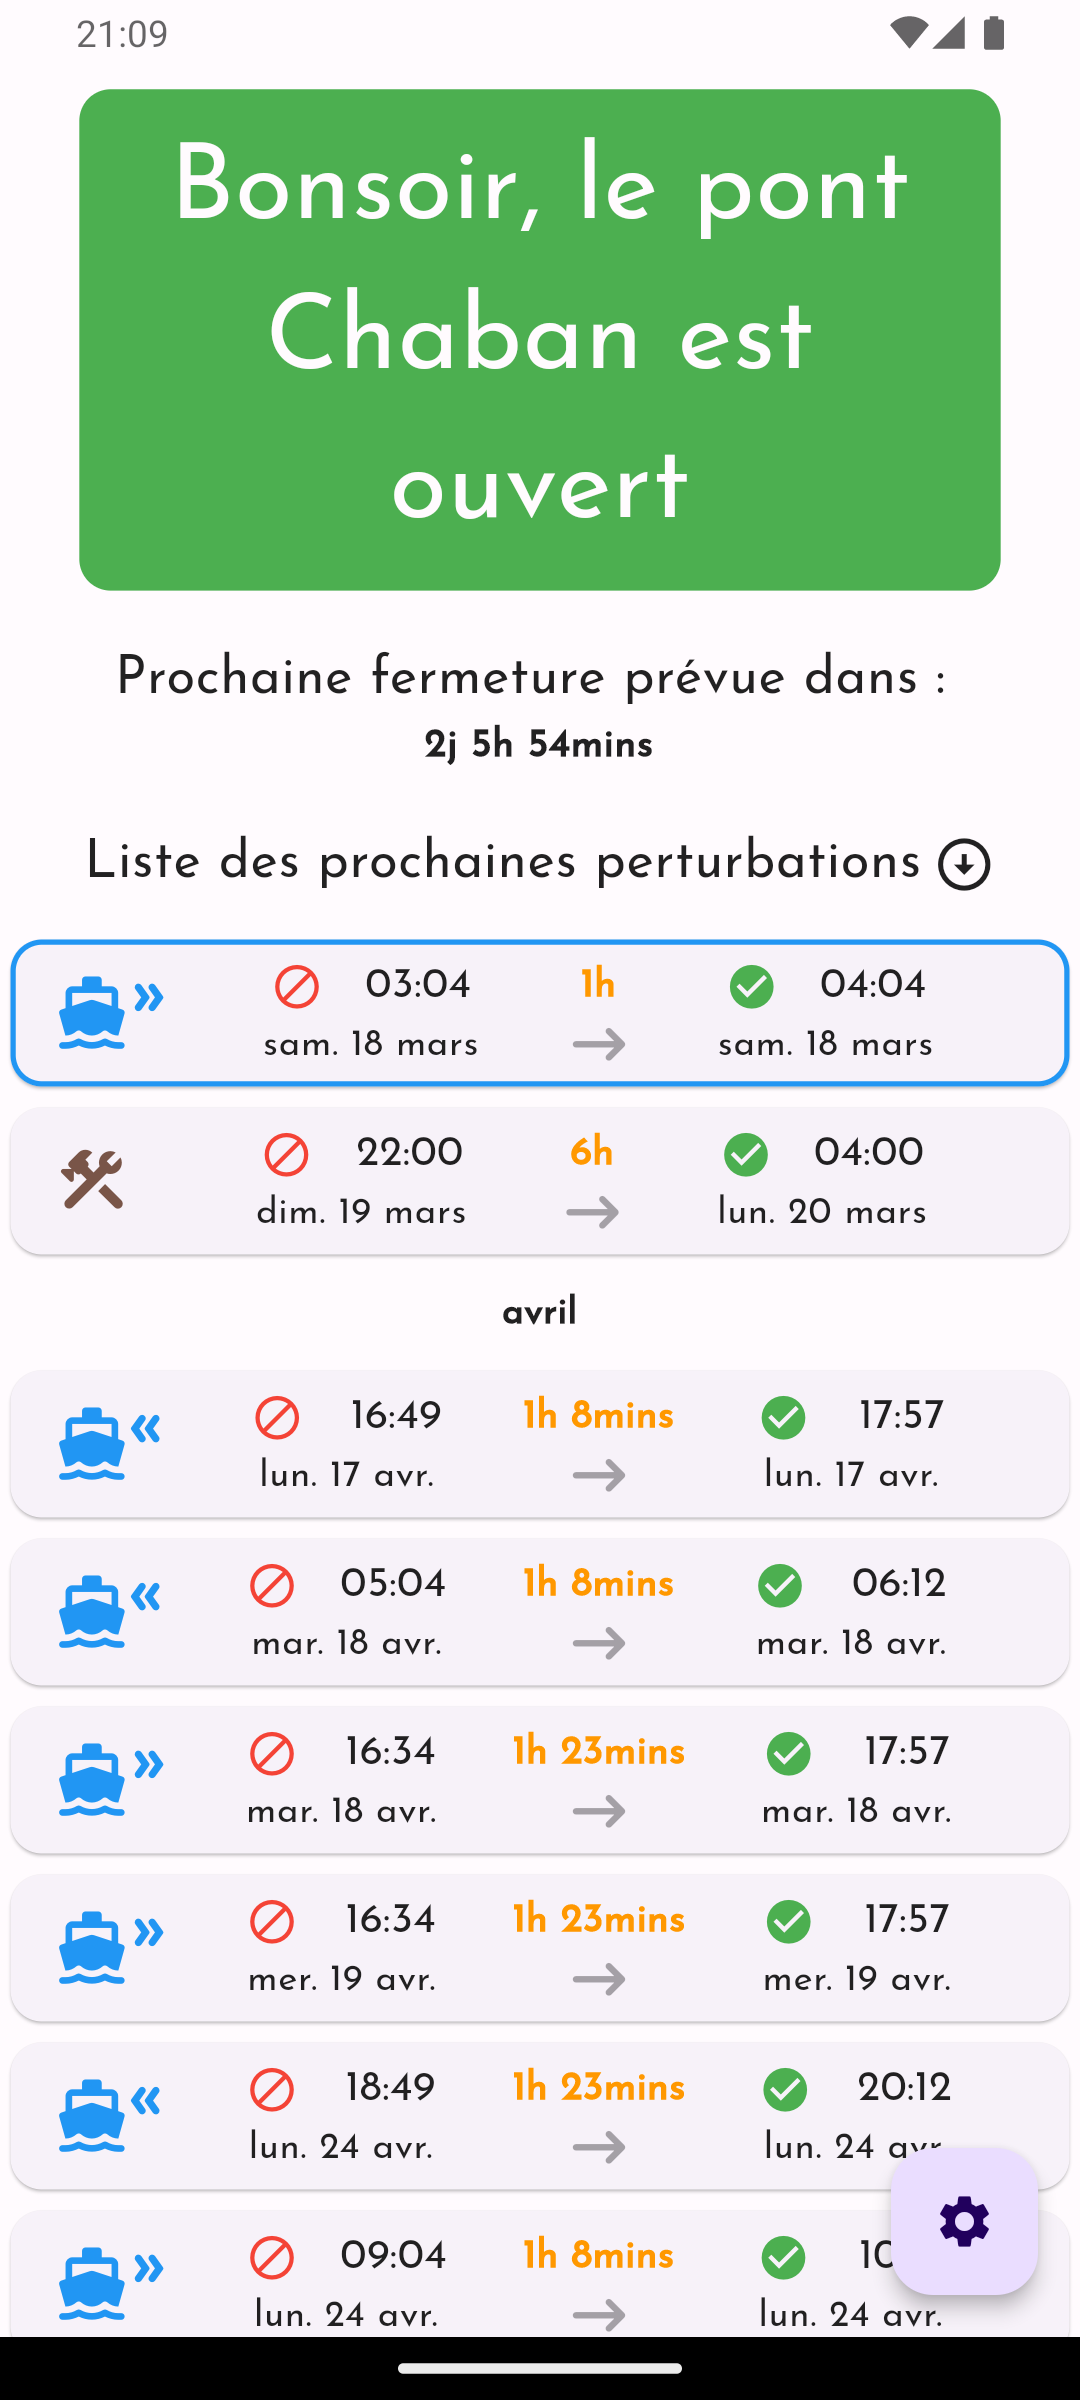 21:09
Bonsoir, le pont
Chaban est
ouvert
Prochaine fermeture prévue dans :
2j 5h 54mins
Liste des prochaines perturbations
03:04 1h 04:04
sam. 18 mars sam. 18 mars
22:00 6h 04:00
dim. 19 mars lun. 20 mars
avril
16:49 1h 8mins 17:57
lun. 17 avr. lun. 17 avr.
05:04 1h 8mins 06:12
mar. 18 avr. mar. 18 avr.
16:34 1h 23mins 17:57
mar. 18 avr. mar. 18 avr.
16:34 1h 23mins 17:57
mer. 19 avr. mer. 19 avr.
18:49 1h 23mins 20:12
lun. 24 avr. lun. 24 avr.
09:04 1h 8mins 10
lun. 24 avr. lun. 24 avr.